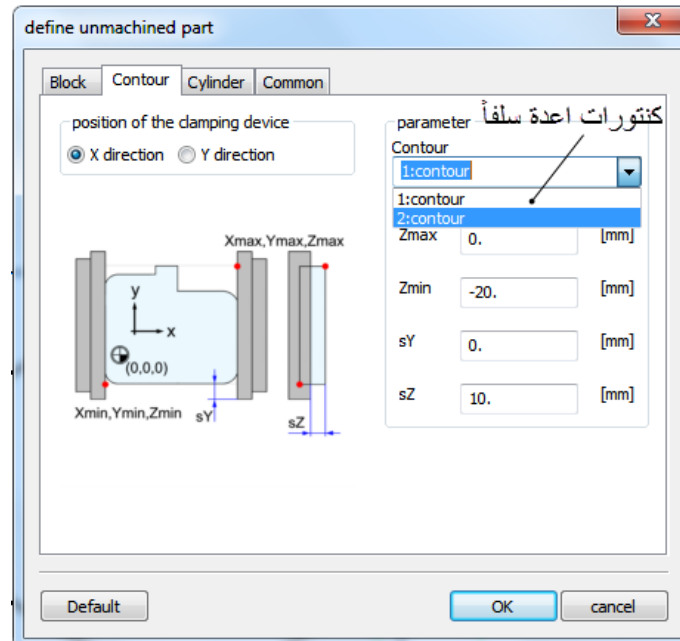 define unmachined part
Block Contour Cylinder Common
position of the clamping device
X direction Y direction
parameter
كنتورات اعدة سلفاً
Contour
1:contour
1:contour
2:contour
Zmax 0. [mm]
Zmin -20. [mm]
sY 0. [mm]
sZ 10. [mm]
Xmax,Ymax,Zmax
y
x
(0,0,0)
Xmin,Ymin,Zmin
sY
sZ
Default OK cancel